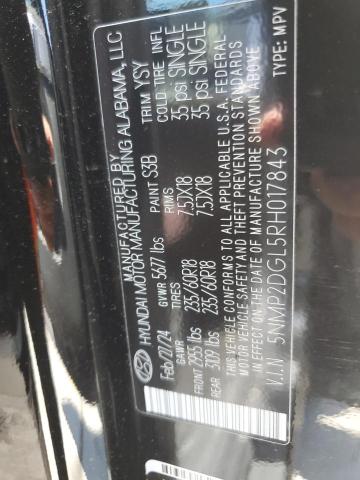 MANUFACTURED BY
HYUNDAI MOTOR MANUFACTURING ALABAMA, LLC
Feb/27/24 GVWR 5677 lbs PAINT S3B TRIM YSY
GAWR TIRES RIMS COLD TIRE INFL
FRONT 2955 lbs 235/60R18 7.5JX18 35 psi SINGLE
REAR 3109 lbs 235/60R18 7.5JX18 35 psi SINGLE
THIS VEHICLE CONFORMS TO ALL APPLICABLE U.S.A. FEDERAL
MOTOR VEHICLE SAFETY AND THEFT PREVENTION STANDARDS
IN EFFECT ON THE DATE OF MANUFACTURE SHOWN ABOVE
V.I.N 5NMP2DGL5RH017843 TYPE: MPV